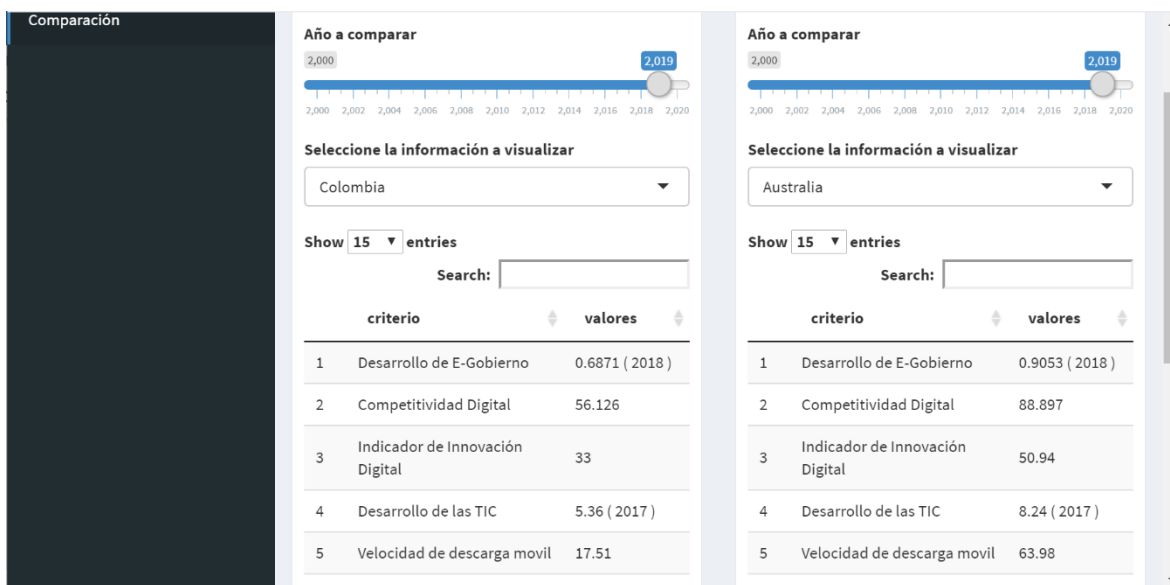 Comparación
Año a comparar
2,000
2,019
2,000 2,002 2,004 2,006 2,008 2,010 2,012 2,014 2,016 2,018 2,020
Seleccione la información a visualizar
Colombia
Show 15 entries
Search:
criterio valores
1 Desarrollo de E-Gobierno 0.6871 ( 2018 )
2 Competitividad Digital 56.126
3 Indicador de Innovación
Digital 33
4 Desarrollo de las TIC 5.36 ( 2017 )
5 Velocidad de descarga movil 17.51
Año a comparar
2,000
2,019
2,000 2,002 2,004 2,006 2,008 2,010 2,012 2,014 2,016 2,018 2,020
Seleccione la información a visualizar
Australia
Show 15 entries
Search:
criterio valores
1 Desarrollo de E-Gobierno 0.9053 ( 2018 )
2 Competitividad Digital 88.897
3 Indicador de Innovación
Digital 50.94
4 Desarrollo de las TIC 8.24 ( 2017 )
5 Velocidad de descarga movil 63.98